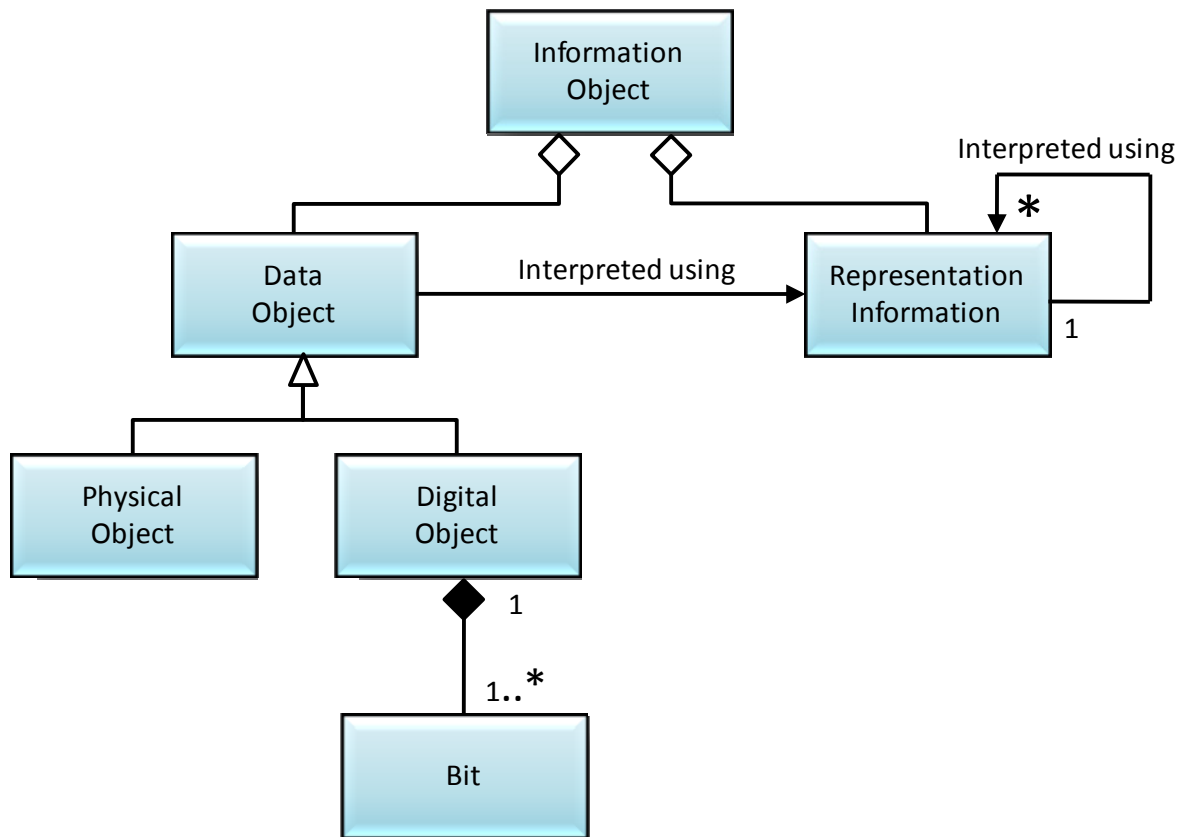 Information
Object
Interpreted using
*
Data
Object
Interpreted using
Representation
Information
1
Physical
Object
Digital
Object
1
1..*
Bit